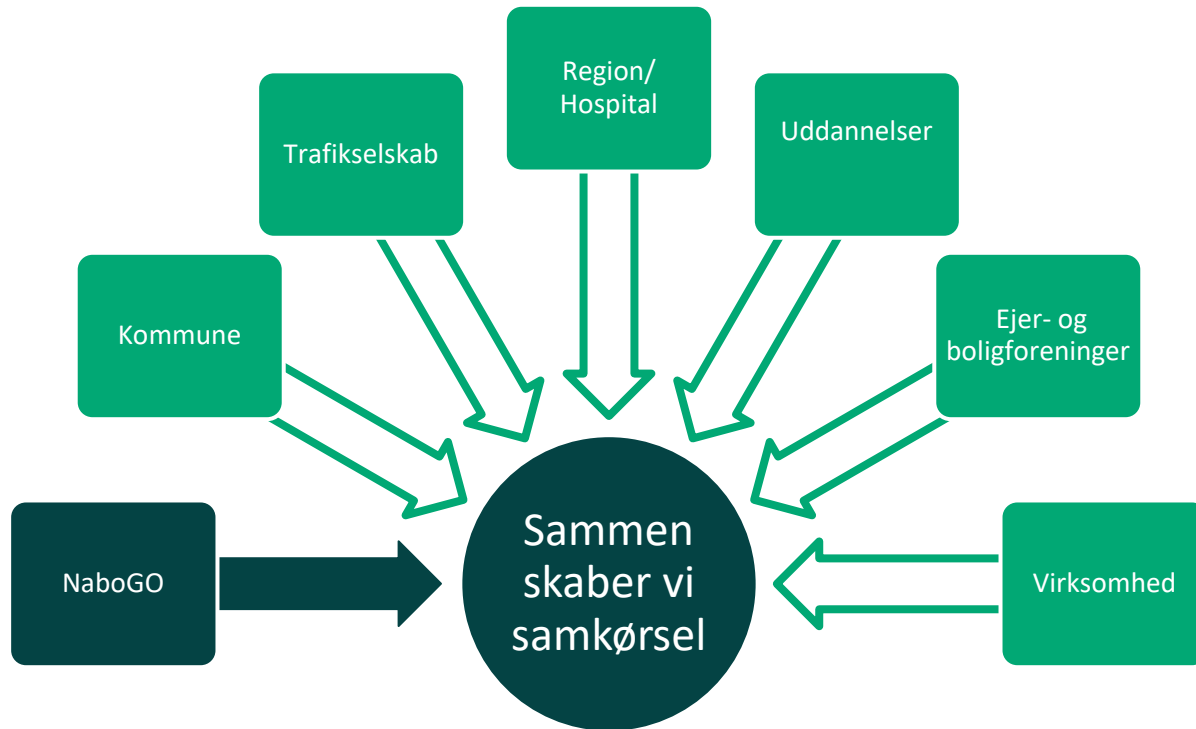 Region/
Hospital
Trafikselskab
Uddannelser
Kommune
Ejer- og
boligforeninger
NaboGO
Sammen
skaber vi
samkørsel
Virksomhed